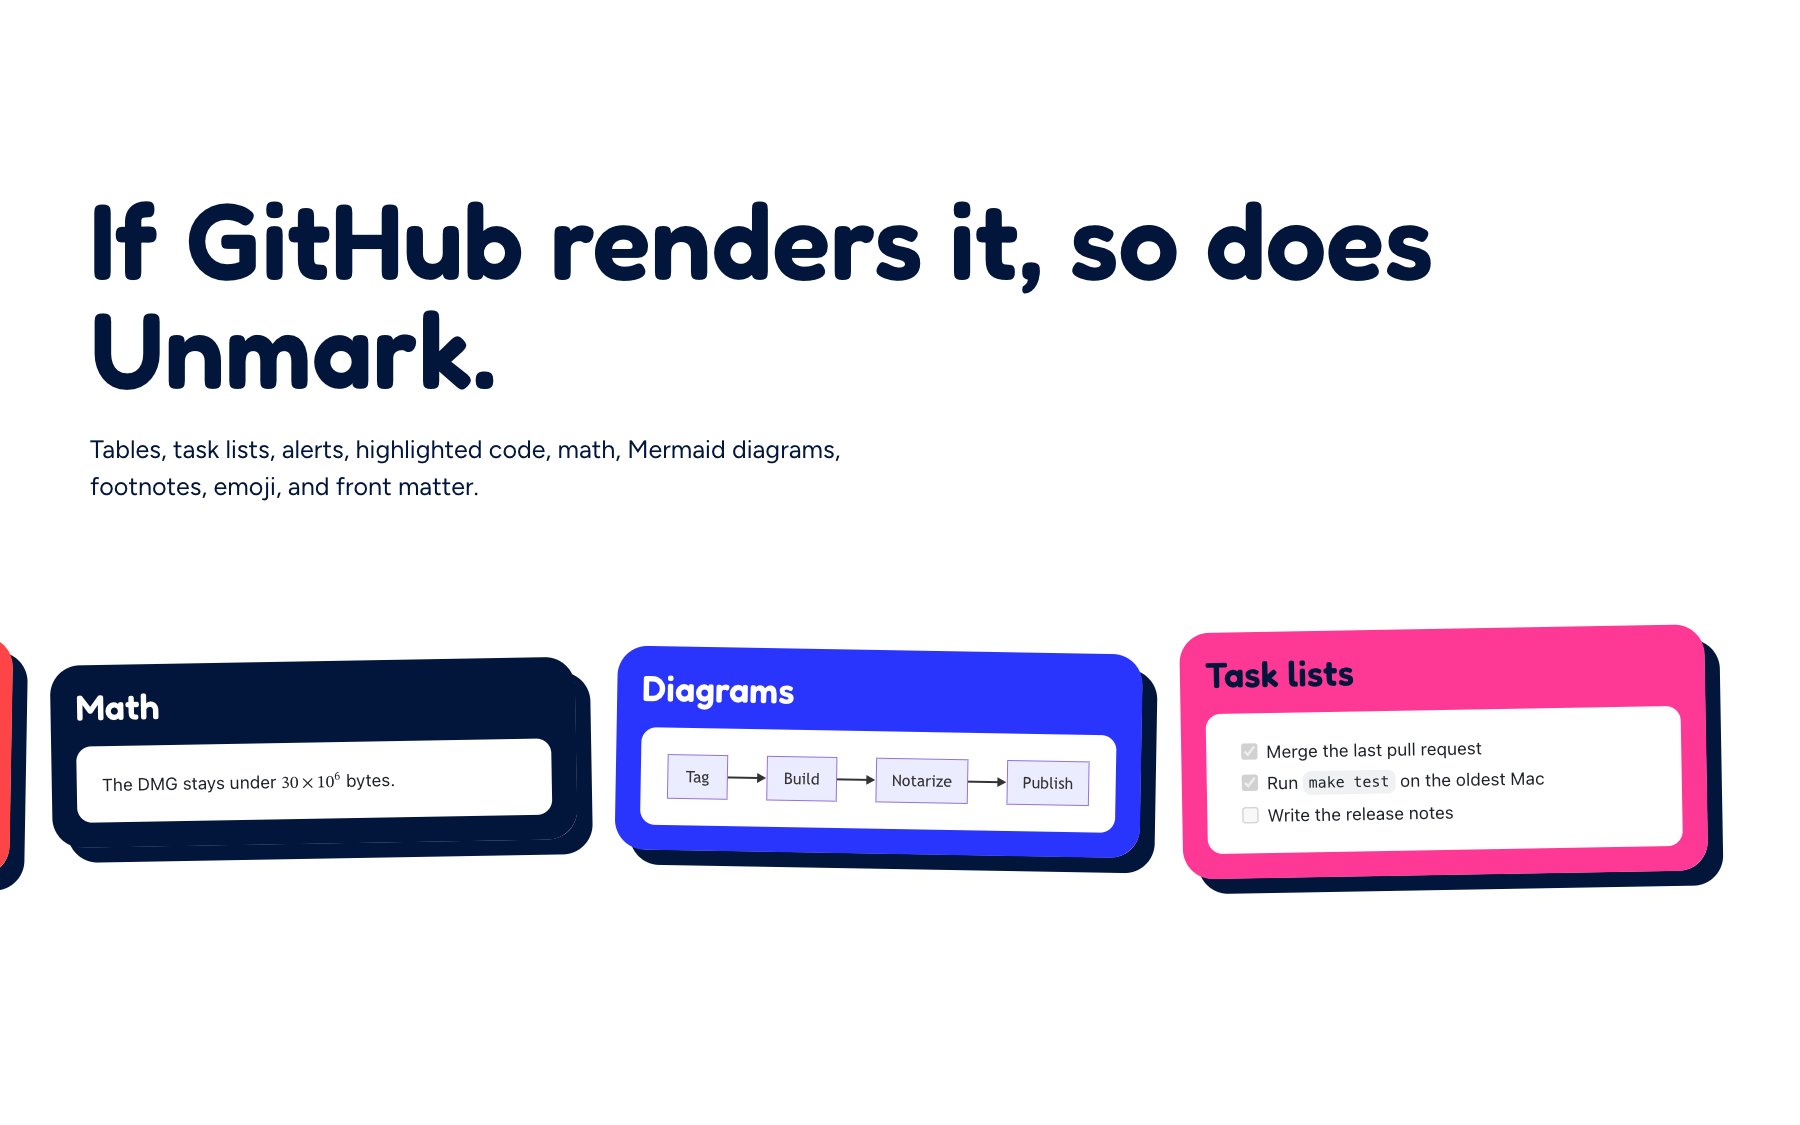 If GitHub renders it, so does
Unmark.
Tables, task lists, alerts, highlighted code, math, Mermaid diagrams,
footnotes, emoji, and front matter.
Math
The DMG stays under 30 × 10⁶ bytes.
Diagrams
Tag
Build
Notarize
Publish
Task lists
Merge the last pull request
Run make test on the oldest Mac
Write the release notes